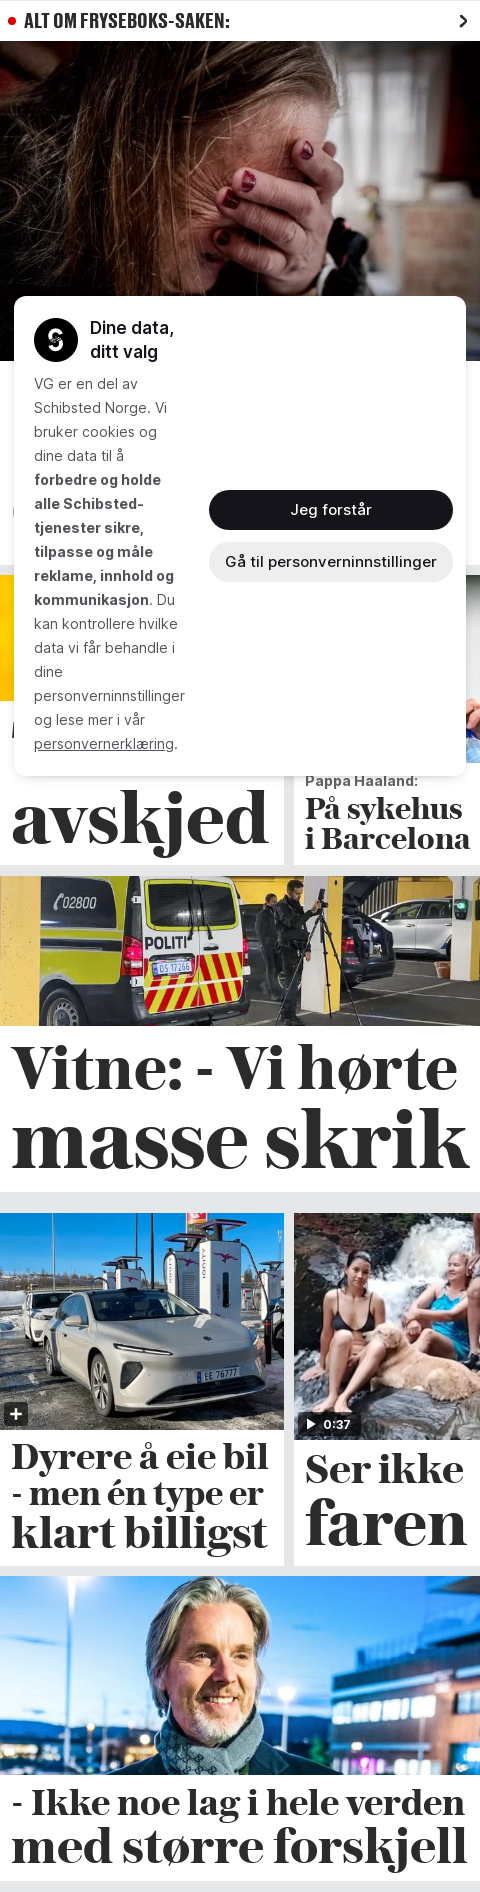 ALT OM FRYSEBOKS-SAKEN:
Dine data,
ditt valg
VG er en del av
Schibsted Norge. Vi
bruker cookies og
dine data til å
forbedre og holde
alle Schibsted-
tjenester sikre,
tilpasse og måle
reklame, innhold og
kommunikasjon. Du
kan kontrollere hvilke
data vi får behandle i
dine
personverninnstillinger
og lese mer i vår
personvernerklæring.
Jeg forstår
Gå til personverninnstillinger
avskjed
Pappa Haaland:
På sykehus
i Barcelona
02800
POLITI
DS 17266
Vitne: - Vi hørte
masse skrik
EE 76777
Dyrere å eie bil
- men én type er
klart billigst
0:37
Ser ikke
faren
- Ikke noe lag i hele verden
med større forskjell